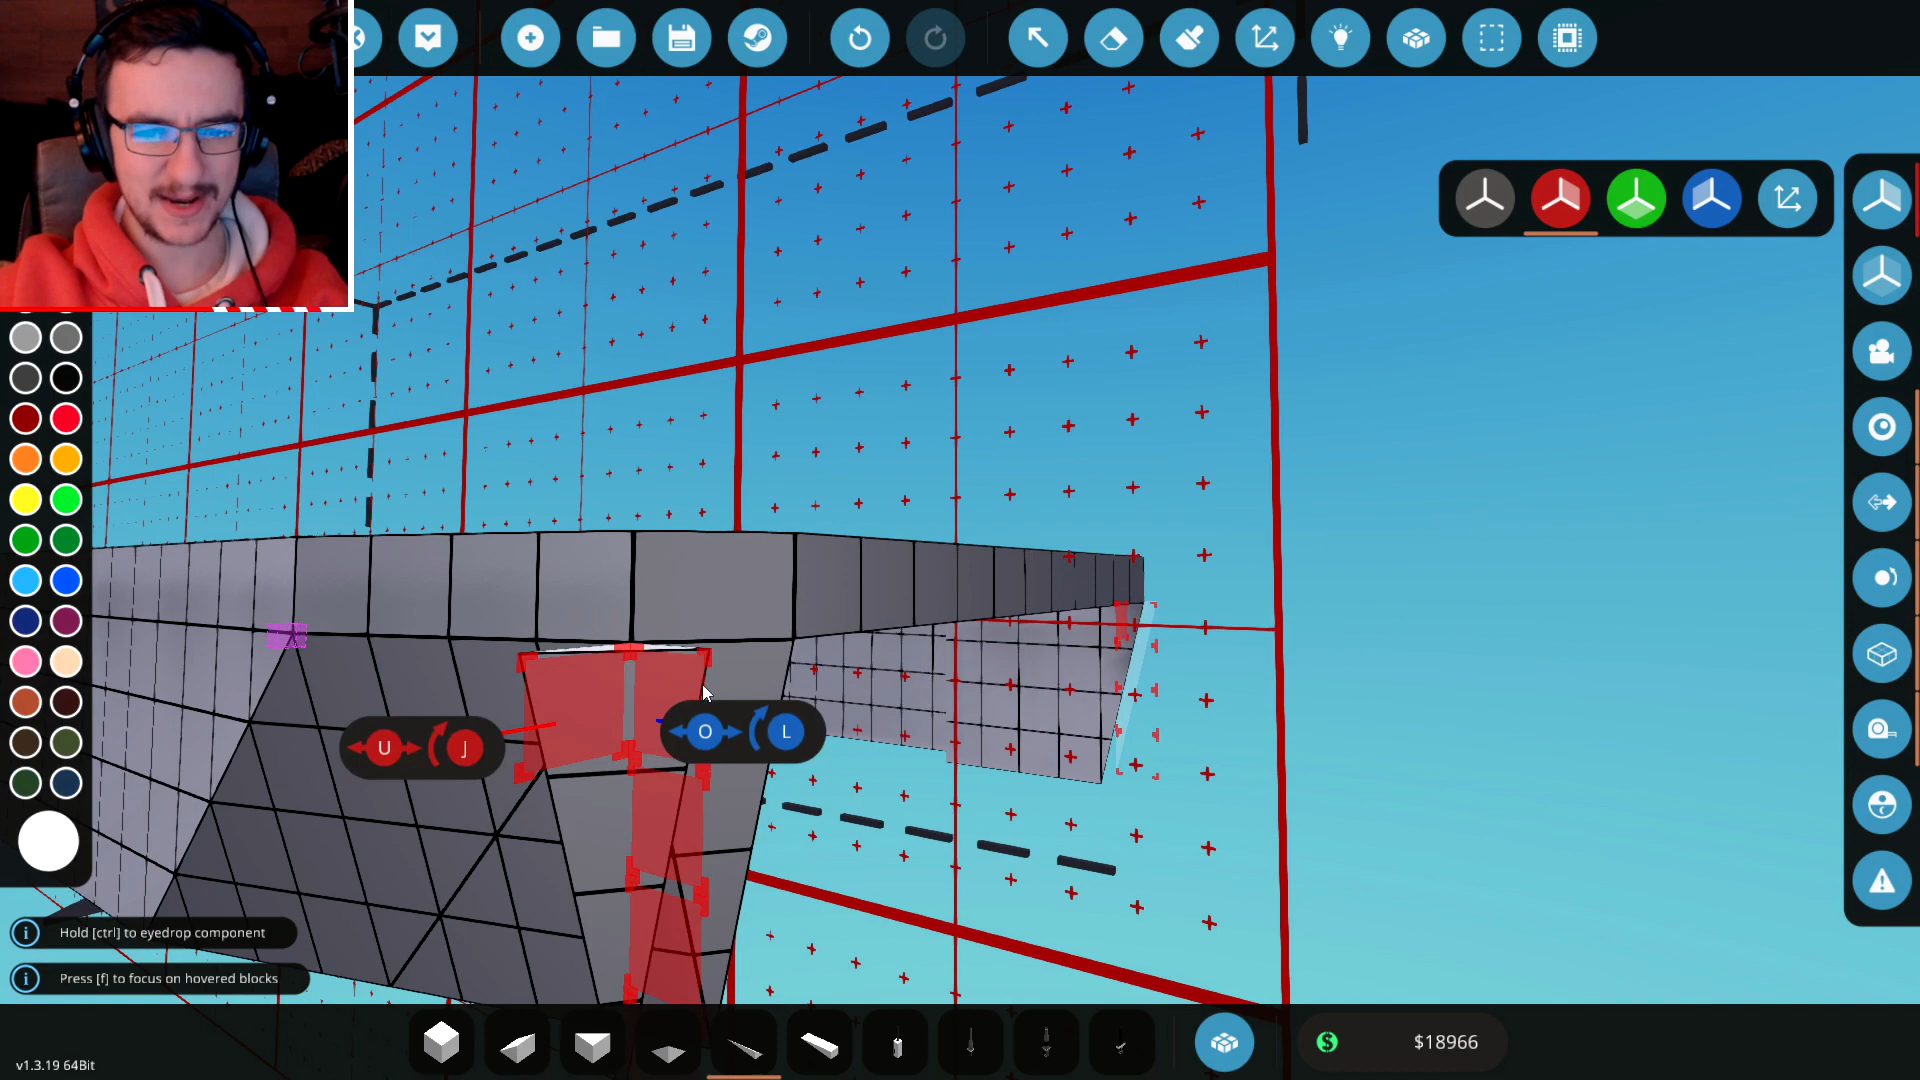 U
J
O
L
Hold [ctrl] to eyedrop component
Press [f] to focus on hovered blocks
$
$18966
v1.3.19 64Bit